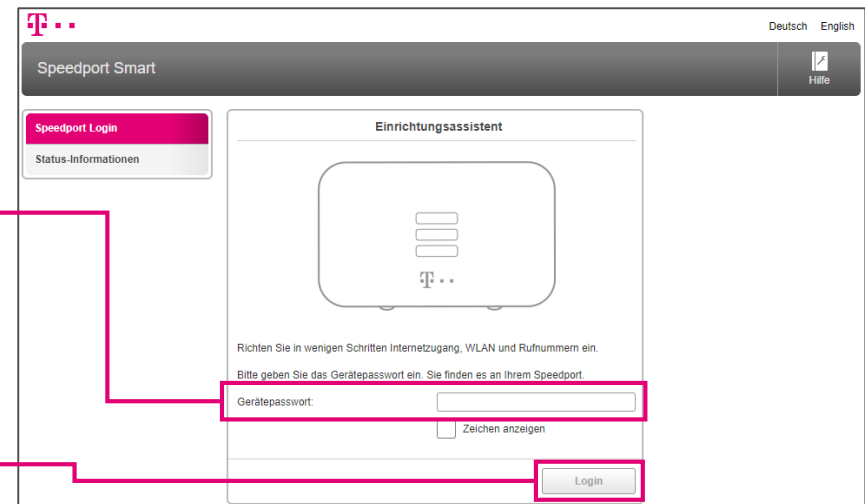 T
Deutsch English
Speedport Smart
Hilfe
Speedport Login
Status-Informationen
Einrichtungsassistent
T
Richten Sie in wenigen Schritten Internetzugang, WLAN und Rufnummern ein.
Bitte geben Sie das Gerätepasswort ein. Sie finden es an Ihrem Speedport.
Gerätepasswort:
Zeichen anzeigen
Login